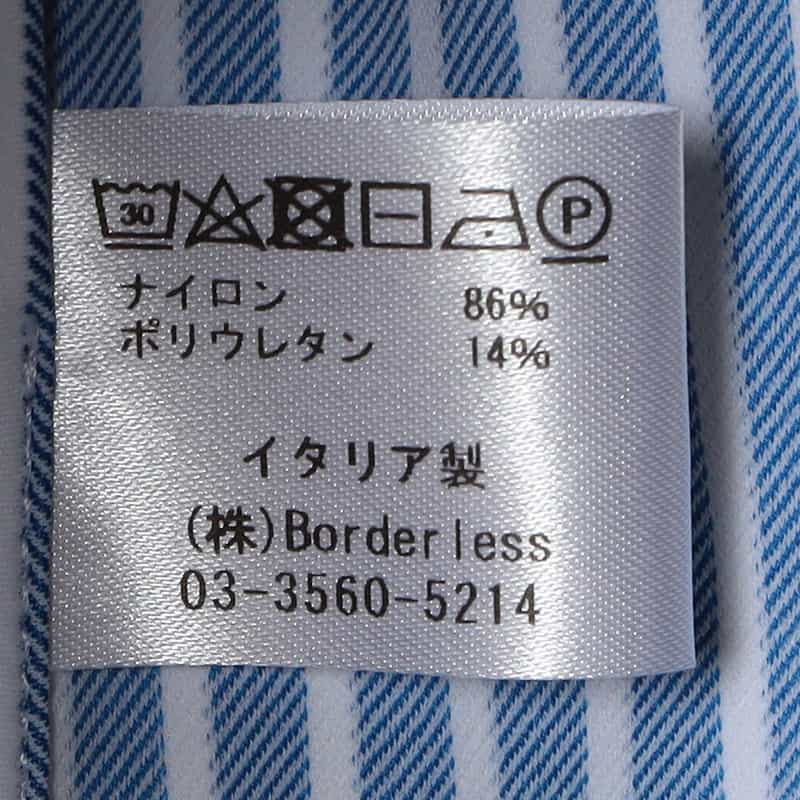 30 P
ナイロン 86%
ポリウレタン 14%
イタリア製
(株)Borderless
03-3560-5214